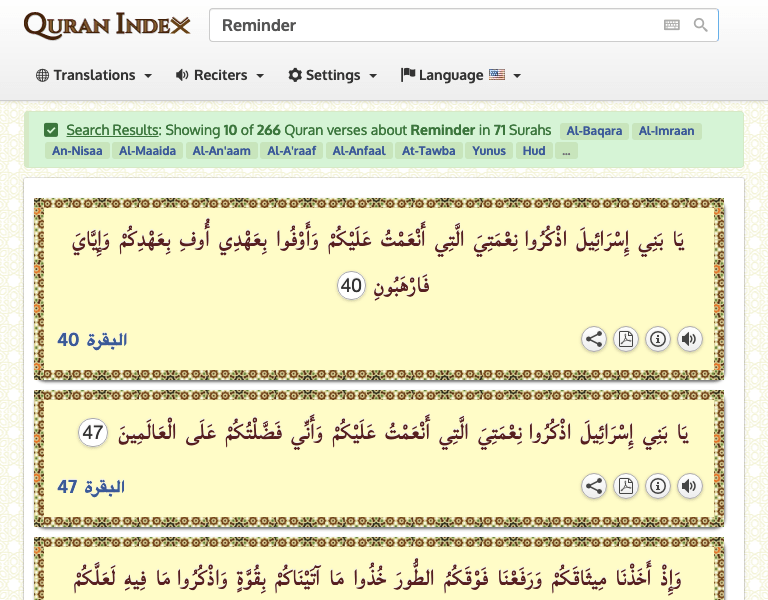 QURAN INDEX
Reminder
Translations
Reciters
Settings
Language
Search Results: Showing 10 of 266 Quran verses about Reminder in 71 Surahs Al-Baqara Al-Imraan
An-Nisaa Al-Maaida Al-An'aam Al-A'raaf Al-Anfaal At-Tawba Yunus Hud ...
يَا بَنِي إِسْرَائِيلَ اذْكُرُوا نِعْمَتِيَ الَّتِي أَنْعَمْتُ عَلَيْكُمْ وَأَوْفُوا بِعَهْدِي أُوفِ بِعَهْدِكُمْ وَإِيَّايَ
فَارْهَبُونِ 40
البقرة 40
يَا بَنِي إِسْرَائِيلَ اذْكُرُوا نِعْمَتِيَ الَّتِي أَنْعَمْتُ عَلَيْكُمْ وَأَنِّي فَضَّلْتُكُمْ عَلَى الْعَالَمِينَ 47
البقرة 47
وَإِذْ أَخَذْنَا مِيثَاقَكُمْ وَرَفَعْنَا فَوْقَكُمُ الطُّورَ خُذُوا مَا آتَيْنَاكُم بِقُوَّةٍ وَاذْكُرُوا مَا فِيهِ لَعَلَّكُمْ